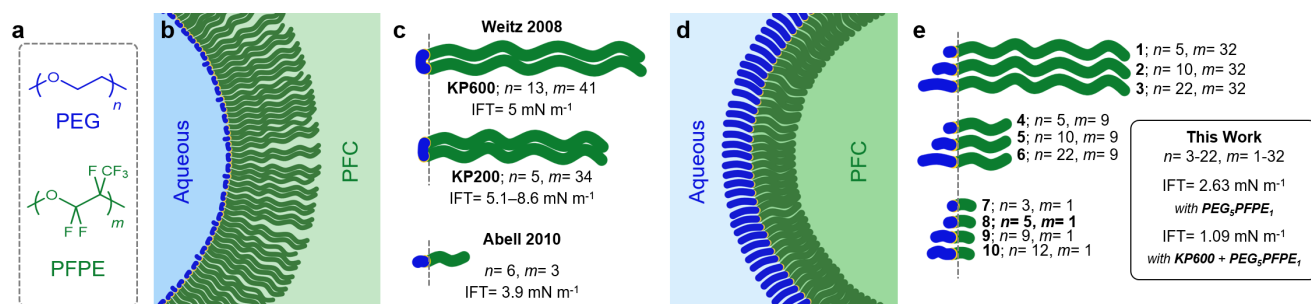 a
O
n
PEG
F CF₃
O
m
F F
PFPE
b
Aqueous
PFC
c
Weitz 2008
KP600; n= 13, m= 41
IFT= 5 mN m⁻¹
KP200; n= 5, m= 34
IFT= 5.1–8.6 mN m⁻¹
Abell 2010
n= 6, m= 3
IFT= 3.9 mN m⁻¹
d
Aqueous
PFC
e
1; n= 5, m= 32
2; n= 10, m= 32
3; n= 22, m= 32
4; n= 5, m= 9
5; n= 10, m= 9
6; n= 22, m= 9
7; n= 3, m= 1
8; n= 5, m= 1
9; n= 9, m= 1
10; n= 12, m= 1
This Work
n= 3-22, m= 1-32
IFT= 2.63 mN m⁻¹
with PEG₅PFPE₁
IFT= 1.09 mN m⁻¹
with KP600 + PEG₅PFPE₁